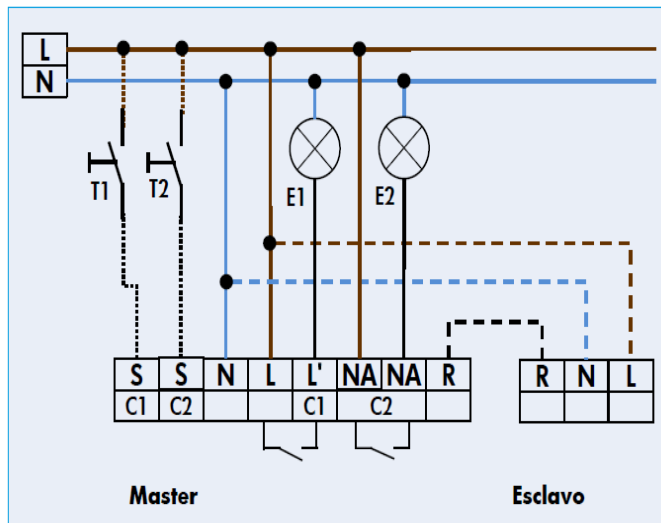 L
N
T1 T2 E1 E2
S S N L L' NA NA R
C1 C2 C1 C2
R N L
Master Esclavo